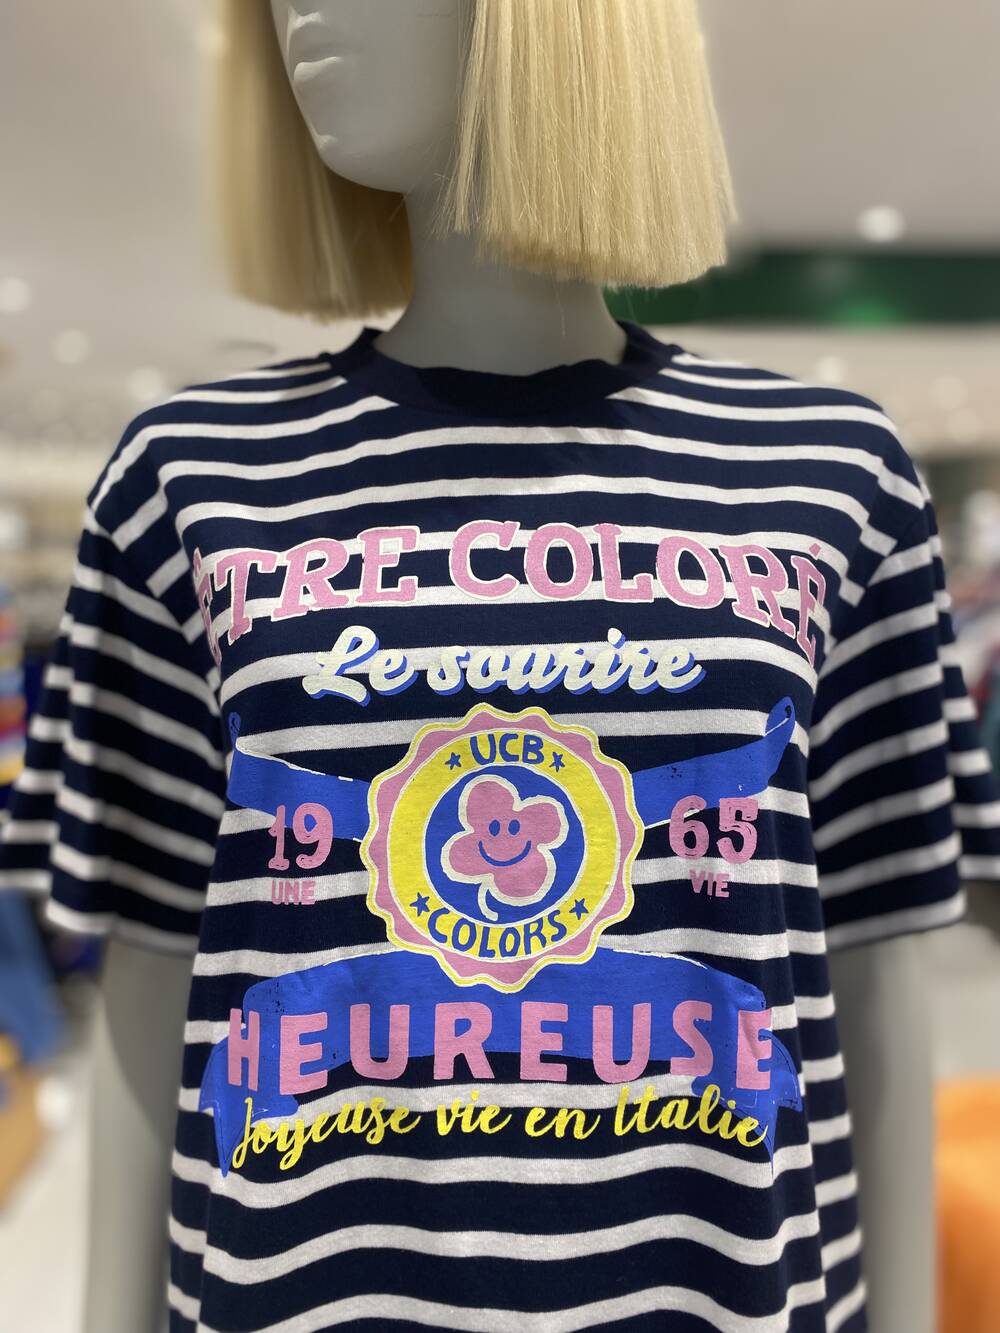 ÊTRE COLORÉ
Le sourire
UCB
19 65
UNE VIE
COLORS
HEUREUSE
Joyeuse vie en Italie